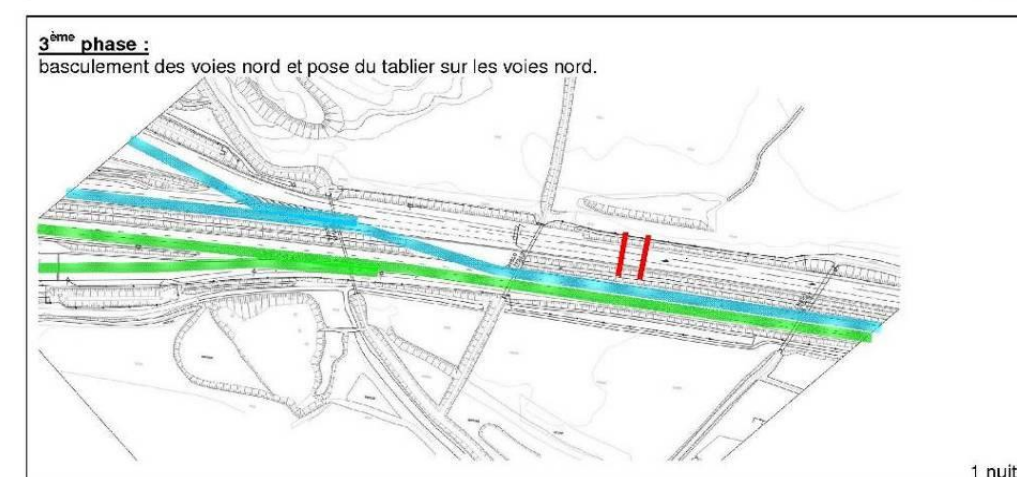 3ème phase :
basculement des voies nord et pose du tablier sur les voies nord.
1 nuit